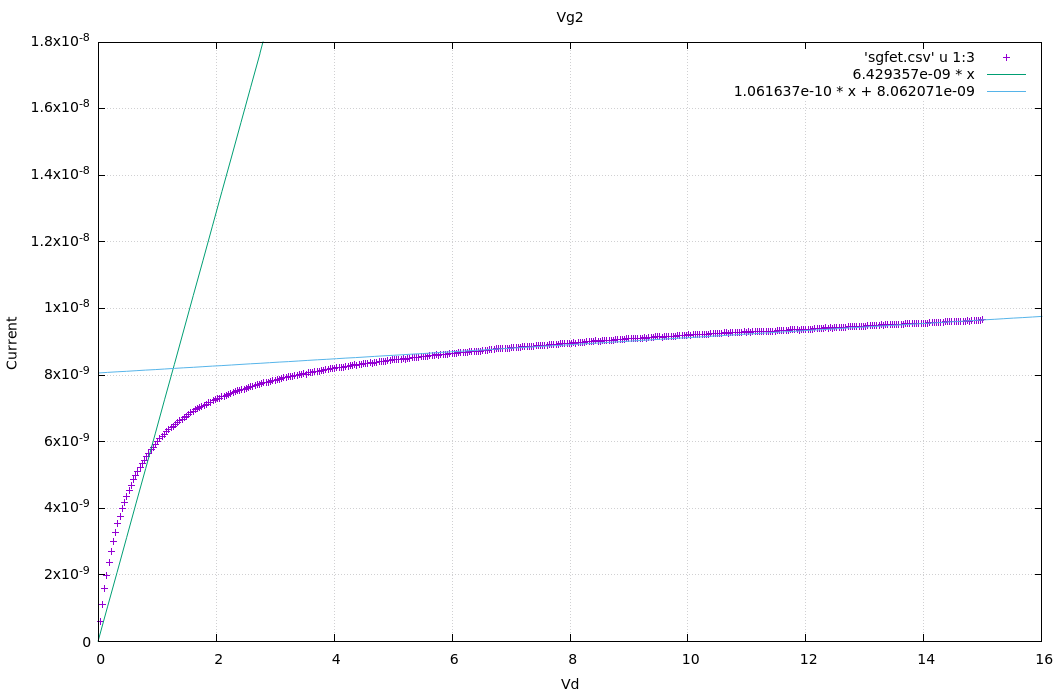 Vg2
'sgfet.csv' u 1:3
6.429357e-09 * x
1.061637e-10 * x + 8.062071e-09
Current
1.8x10⁻⁸
1.6x10⁻⁸
1.4x10⁻⁸
1.2x10⁻⁸
1x10⁻⁸
8x10⁻⁹
6x10⁻⁹
4x10⁻⁹
2x10⁻⁹
0
0 2 4 6 8 10 12 14 16
Vd